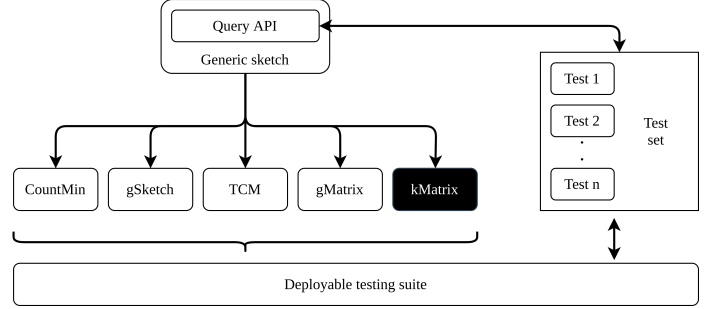 Query API
Generic sketch
Test 1
Test 2
.
.
Test n
Test
set
CountMin
gSketch
TCM
gMatrix
kMatrix
Deployable testing suite